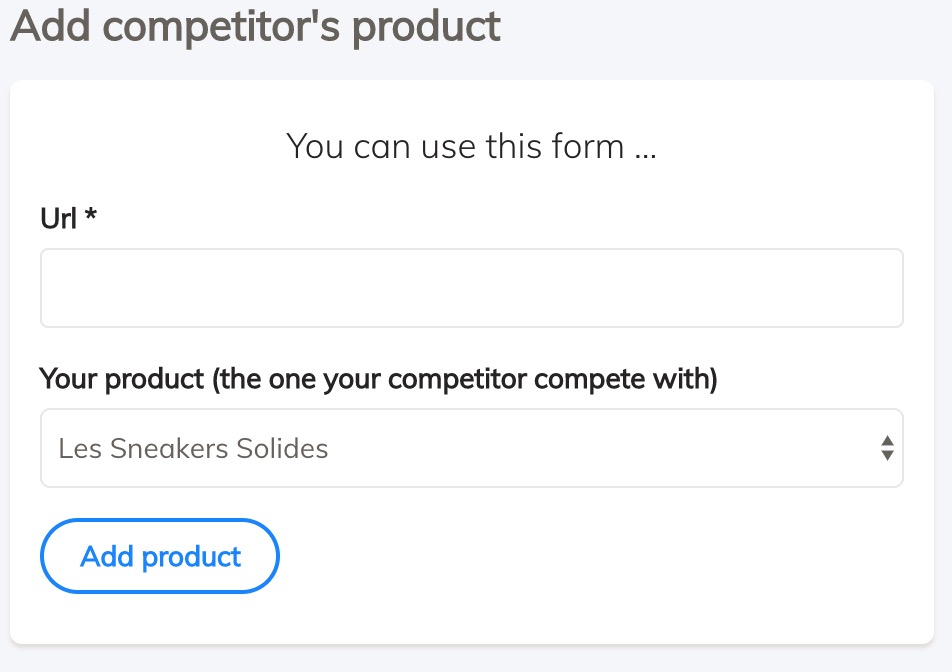 Add competitor's product
You can use this form ...
Url *
Your product (the one your competitor compete with)
Les Sneakers Solides
Add product